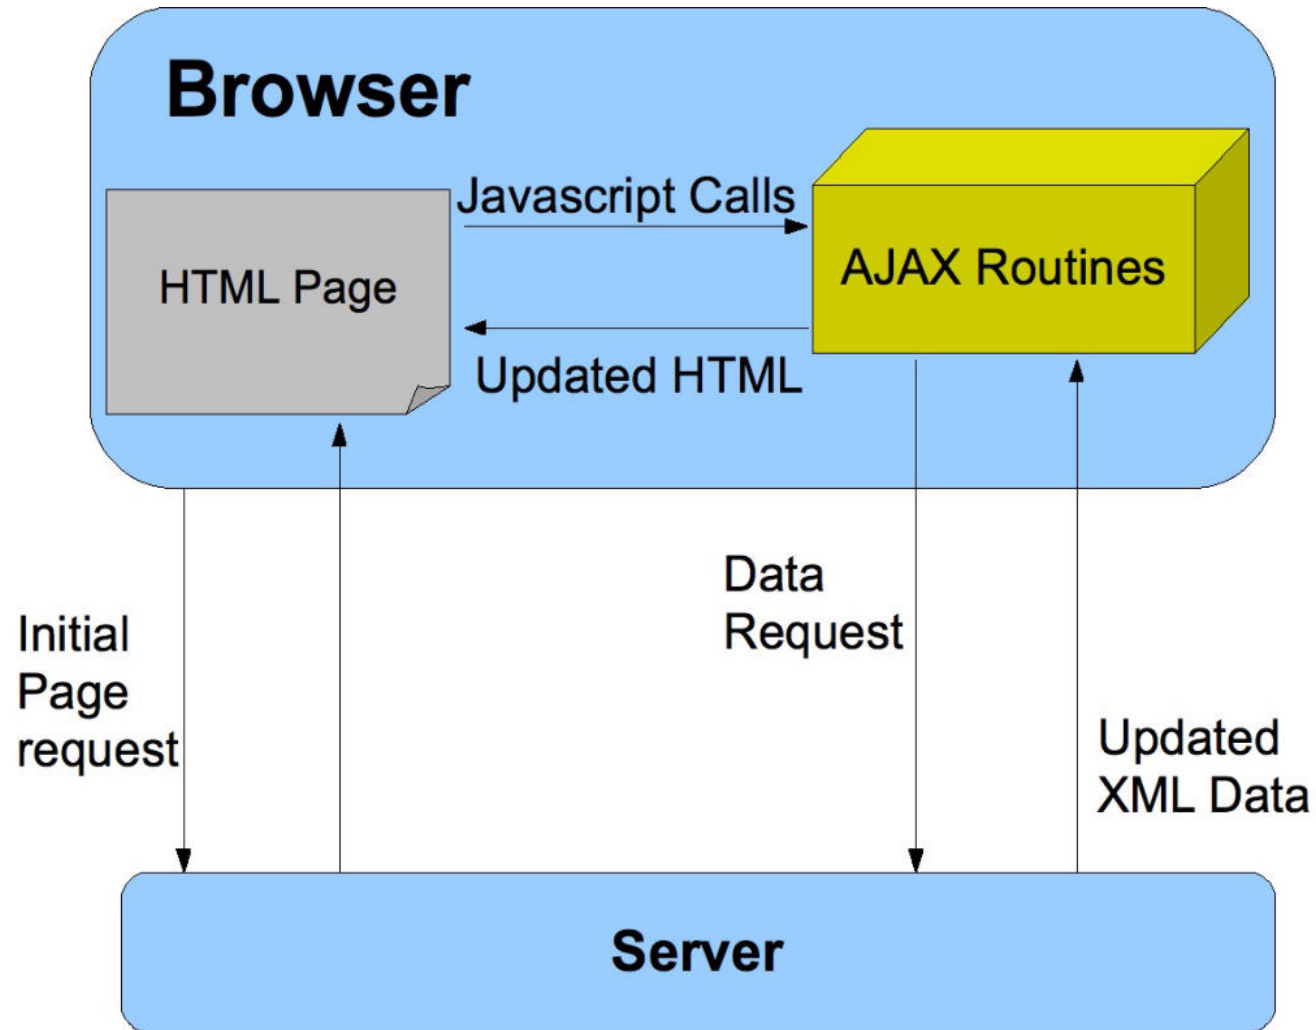 Browser
Javascript Calls
HTML Page
AJAX Routines
Updated HTML
Initial
Page
request
Data
Request
Updated
XML Data
Server